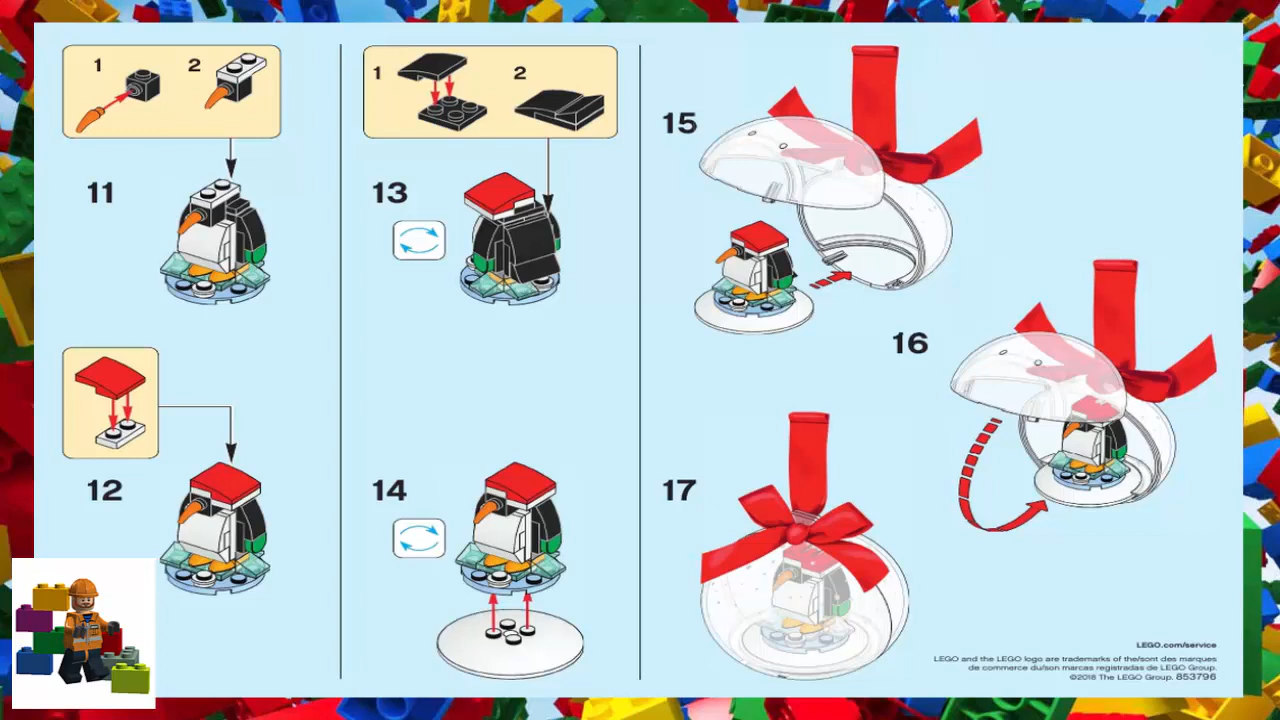 1
2
11
12
1
2
13
14
15
16
17
LEGO.com/service
LEGO and the LEGO logo are trademarks of the/sont des marques
de commerce du/son marcas registradas de LEGO Group.
©2018 The LEGO Group. 853796